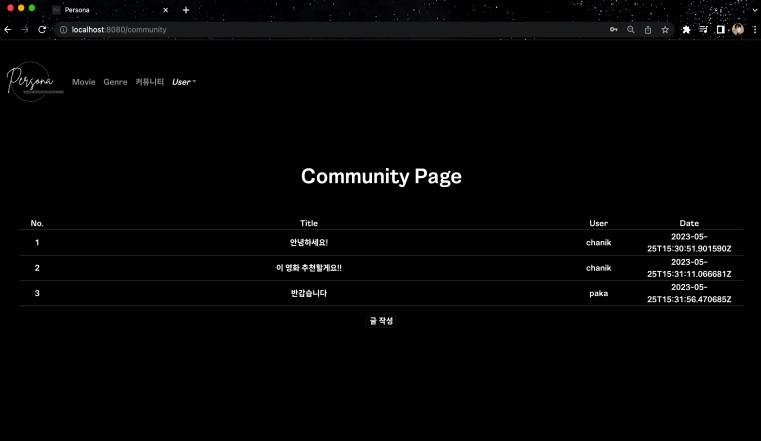 Persona
localhost:8080/community
Persona
Movie Genre 커뮤니티 User
Community Page
No. Title User Date
1 안녕하세요! chanik 2023-05-
25T15:30:51.901590Z
2 이 영화 추천할게요!! chanik 2023-05-
25T15:31:11.066681Z
3 반갑습니다 paka 2023-05-
25T15:31:56.470685Z
글 작성